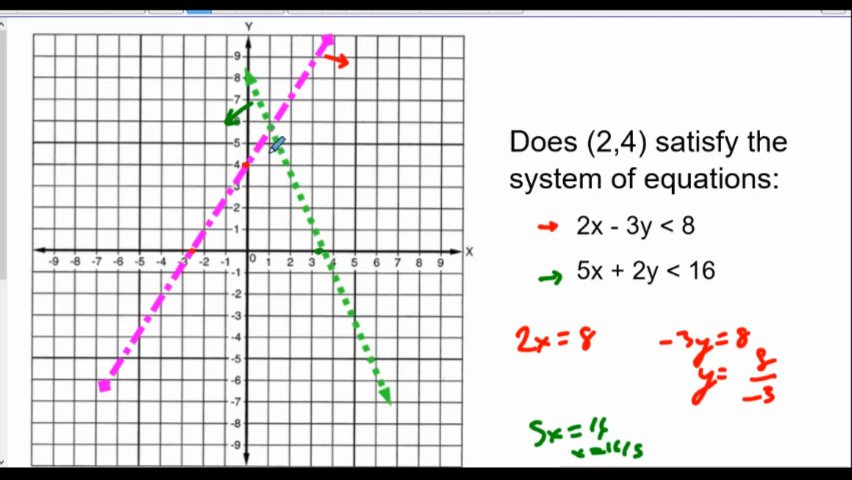 Y
9
8
7
6
5
4
3
2
1
-9 -8 -7 -6 -5 -4 -3 -2 -1 0 1 2 3 4 5 6 7 8 9 X
-1
-2
-3
-4
-5
-6
-7
-8
-9
Does (2,4) satisfy the
system of equations:
2x - 3y < 8
5x + 2y < 16
2x = 8
-3y = 8
y = 8/-3
5x = 16
x = 16/5